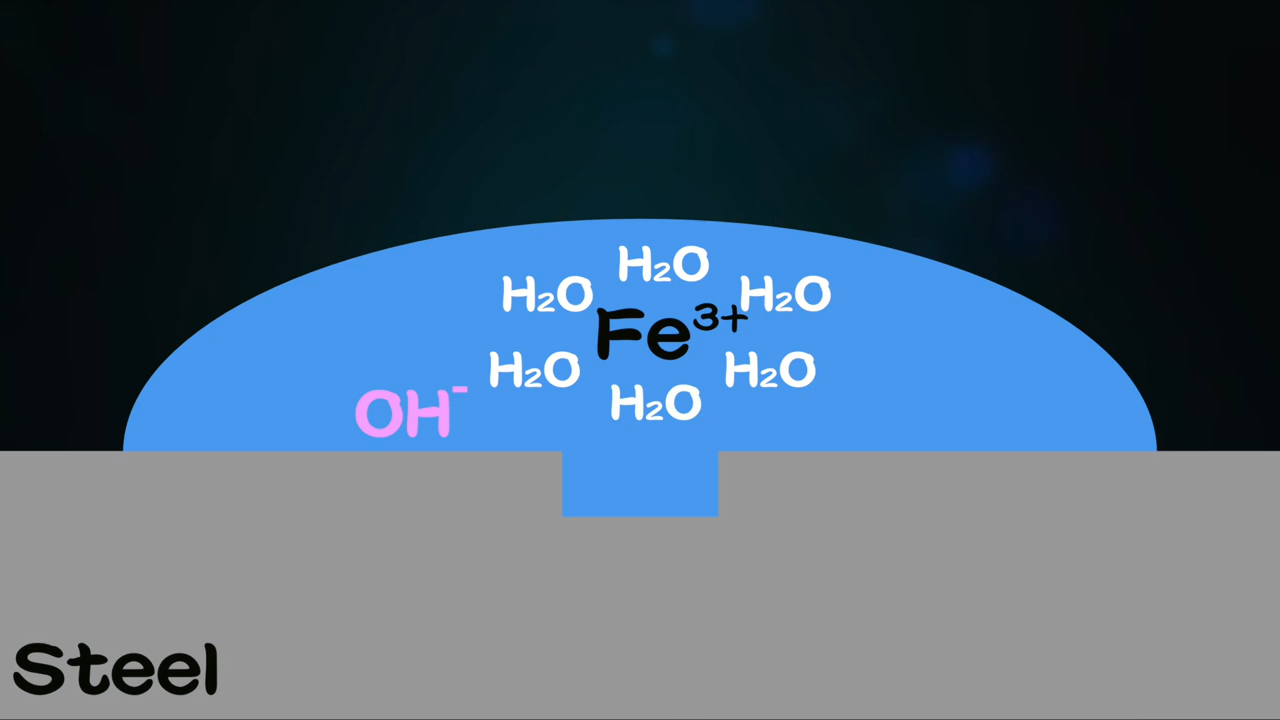 H₂O
H₂O H₂O
Fe³⁺
H₂O H₂O
OH⁻ H₂O
Steel